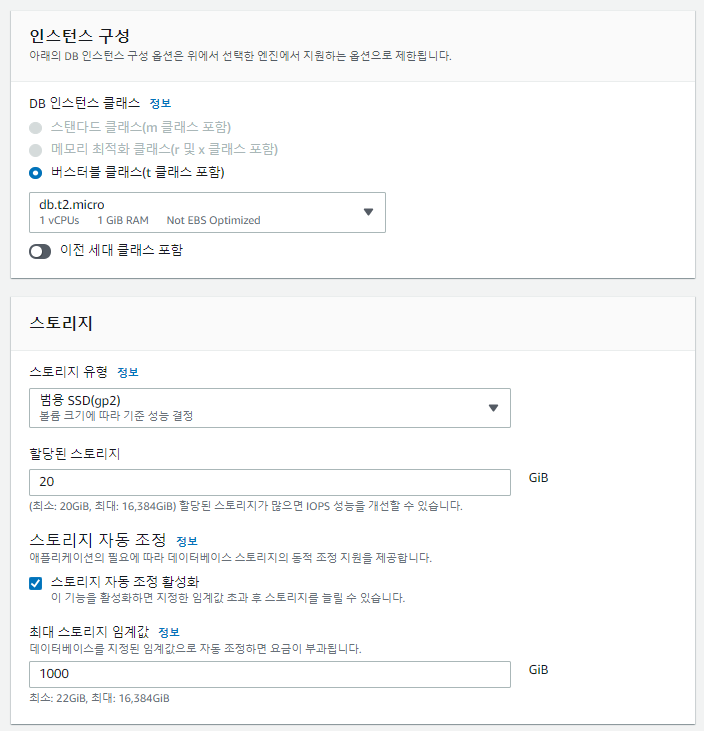 인스턴스 구성
아래의 DB 인스턴스 구성 옵션은 위에서 선택한 엔진에서 지원하는 옵션으로 제한됩니다.
DB 인스턴스 클래스 정보
스탠다드 클래스(m 클래스 포함)
메모리 최적화 클래스(r 및 x 클래스 포함)
버스터블 클래스(t 클래스 포함)
db.t2.micro
1 vCPUs 1 GiB RAM Not EBS Optimized
이전 세대 클래스 포함
스토리지
스토리지 유형 정보
범용 SSD(gp2)
볼륨 크기에 따라 기준 성능 결정
할당된 스토리지
20 GiB
(최소: 20GiB, 최대: 16,384GiB) 할당된 스토리지가 많으면 IOPS 성능을 개선할 수 있습니다.
스토리지 자동 조정 정보
애플리케이션의 필요에 따라 데이터베이스 스토리지의 동적 조정 지원을 제공합니다.
스토리지 자동 조정 활성화
이 기능을 활성화하면 지정한 임계값 초과 후 스토리지를 늘릴 수 있습니다.
최대 스토리지 임계값 정보
데이터베이스를 지정된 임계값으로 자동 조정하면 요금이 부과됩니다.
1000 GiB
최소: 22GiB, 최대: 16,384GiB